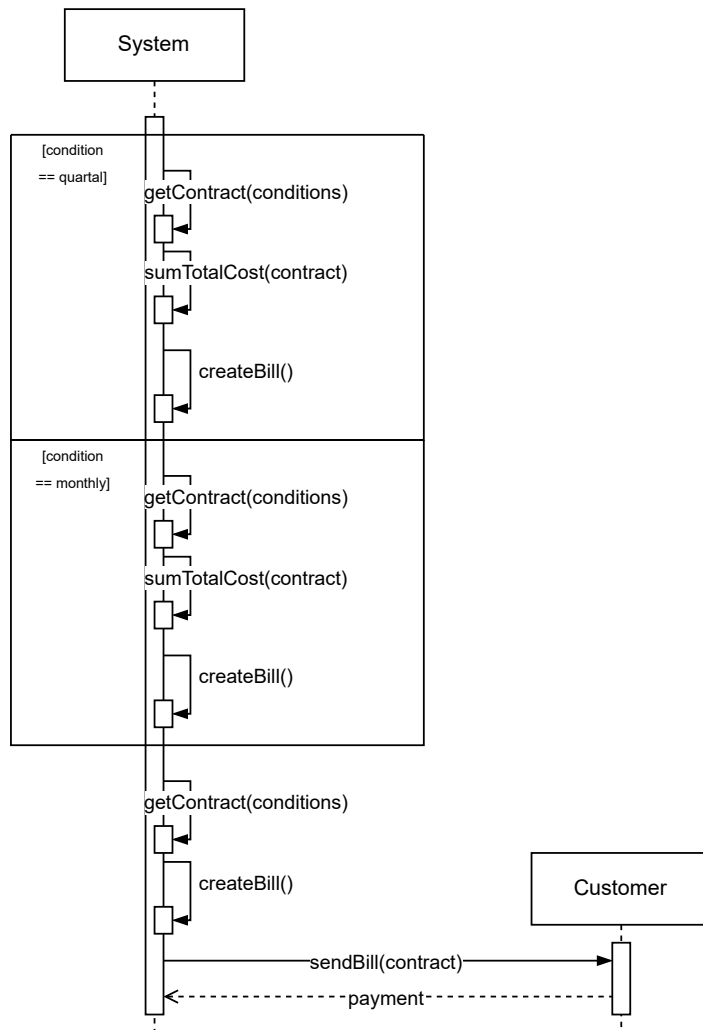 System
[condition
== quartal]
getContract(conditions)
sumTotalCost(contract)
createBill()
[condition
== monthly]
getContract(conditions)
sumTotalCost(contract)
createBill()
getContract(conditions)
createBill()
Customer
sendBill(contract)
payment